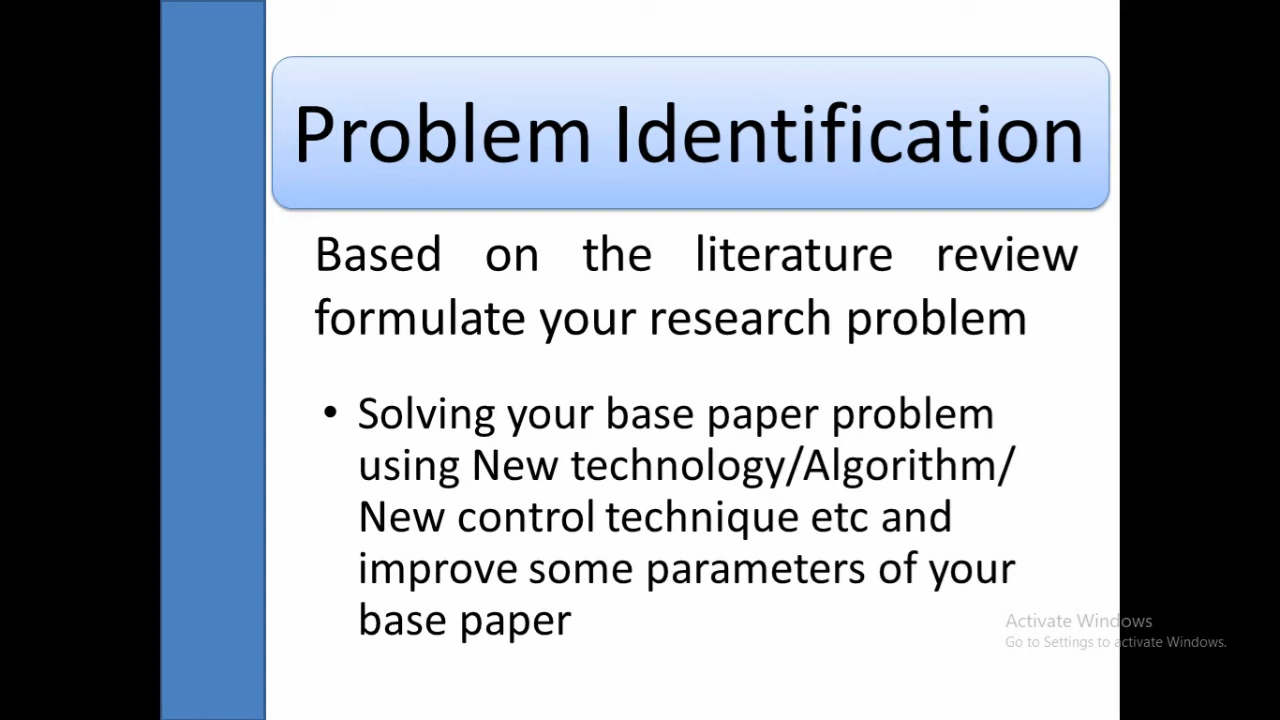 Problem Identification
Based on the literature review
formulate your research problem
• Solving your base paper problem
using New technology/Algorithm/
New control technique etc and
improve some parameters of your
base paper
Activate Windows
Go to Settings to activate Windows.